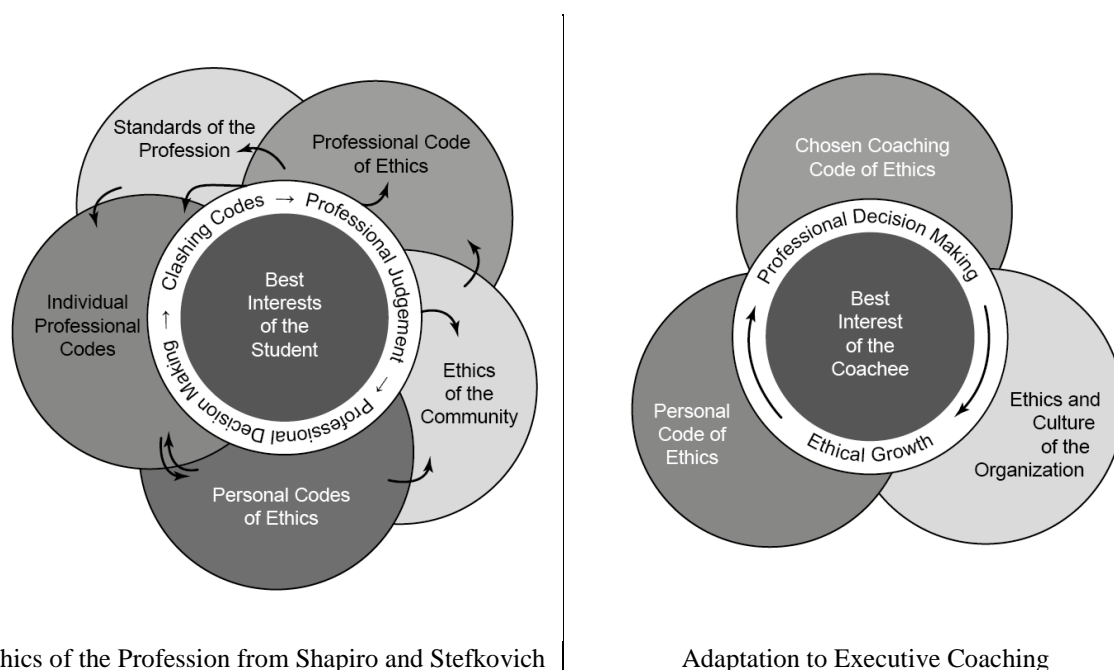 Standards of the
Profession
Professional Code
of Ethics
Individual
Professional
Codes
Clashing Codes → Professional Judgement → Professional Decision Making →
Best
Interests
of the
Student
Ethics
of the
Community
Personal Codes
of Ethics
hics of the Profession from Shapiro and Stefkovich
Chosen Coaching
Code of Ethics
Professional Decision Making
Best
Interest
of the
Coachee
Personal
Code of
Ethics
Ethics and
Culture
of the
Organization
Ethical Growth
Adaptation to Executive Coaching